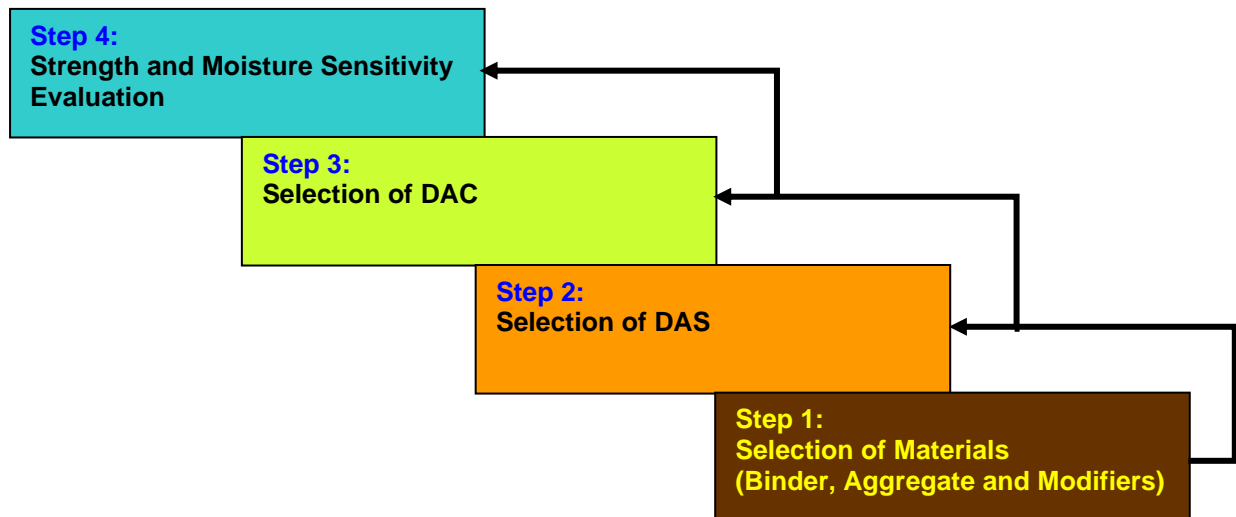 Step 4:
Strength and Moisture Sensitivity
Evaluation
Step 3:
Selection of DAC
Step 2:
Selection of DAS
Step 1:
Selection of Materials
(Binder, Aggregate and Modifiers)